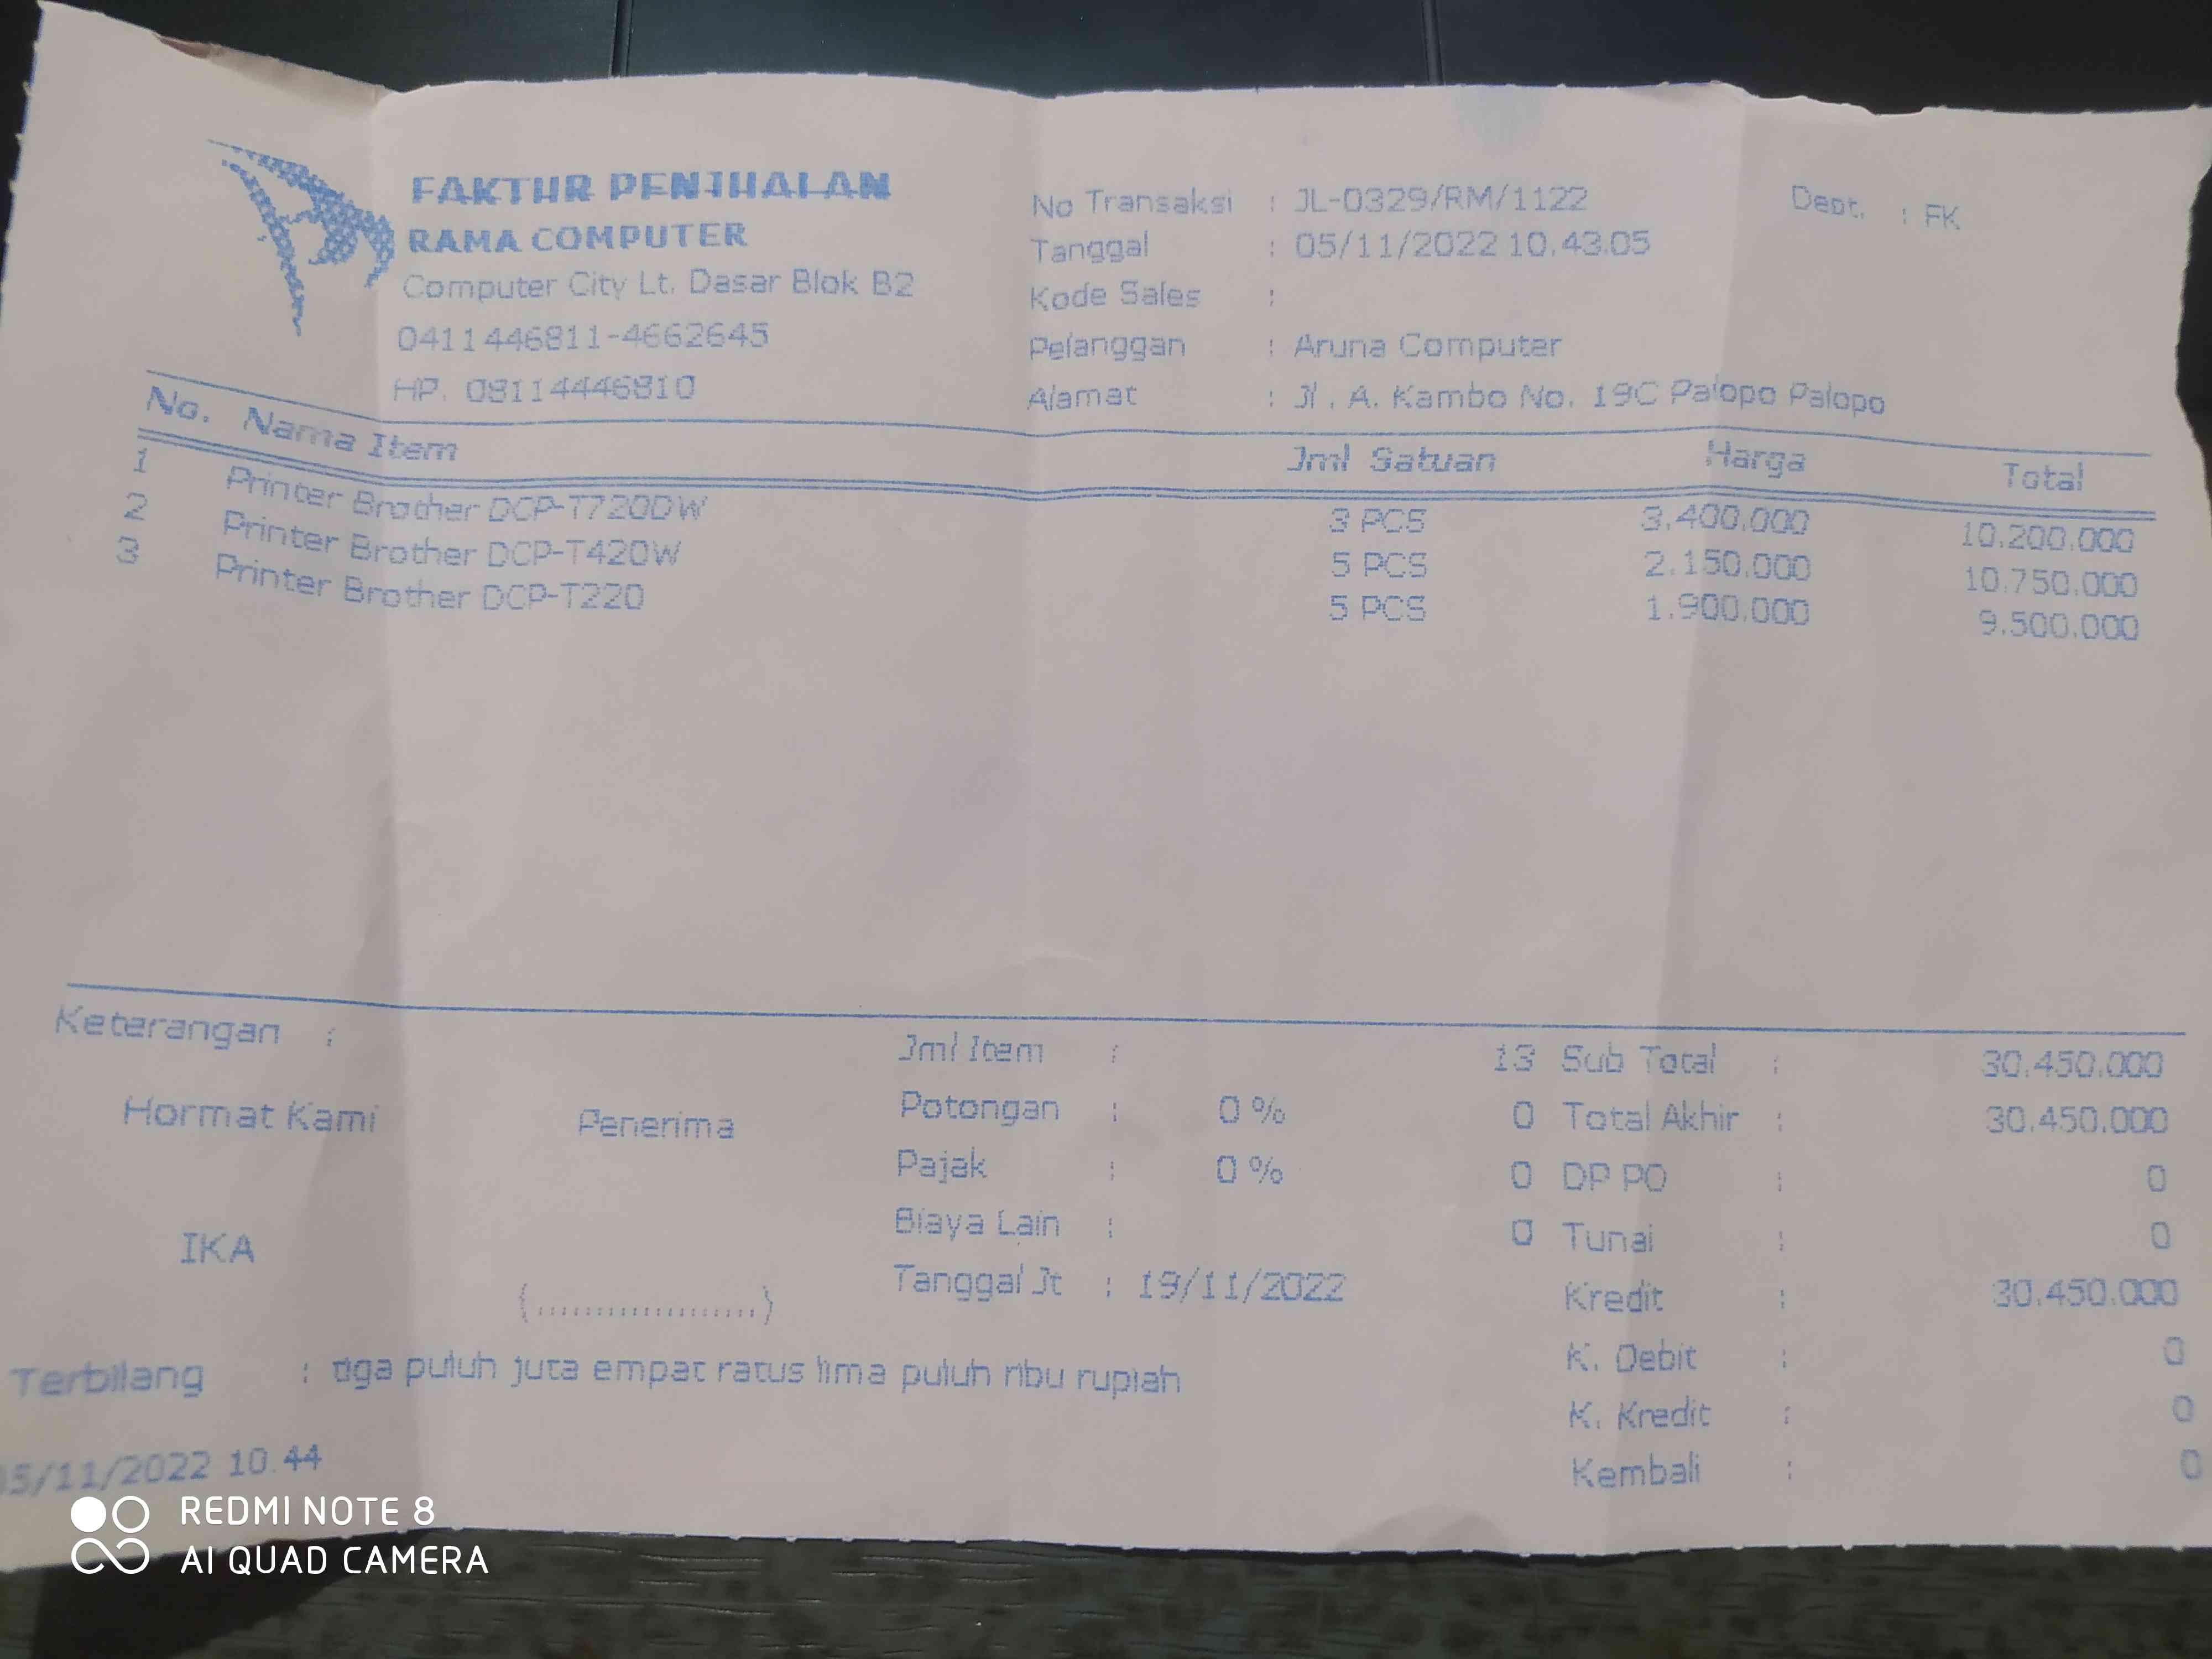 FAKTUR PENJUALAN
RAMA COMPUTER
Computer City Lt. Dasar Blok B2
0411446811-4662645
HP. 08114446810
No Transaksi : JL-0329/RM/1122
Dept. : FK
Tanggal : 05/11/2022 10.43.05
Kode Sales :
Pelanggan : Aruna Computer
Alamat : Jl . A. Kambo No. 19C Palopo Palopo
No. Nama Item Jml Satuan Harga Total
1 Printer Brother DCP-T720DW 3 PCS 3.400.000 10.200.000
2 Printer Brother DCP-T420W 5 PCS 2.150.000 10.750.000
3 Printer Brother DCP-T220 5 PCS 1.900.000 9.500.000
Keterangan :
Hormat Kami
Penerima
IKA
(...................)
Jml Item : 13
Potongan : 0 % 0
Pajak : 0 % 0
Biaya Lain : 0
Tanggal Jt : 19/11/2022
Sub Total : 30.450.000
Total Akhir : 30.450.000
DP PO : 0
Tunai : 0
Kredit : 30.450.000
K. Debit : 0
K. Kredit : 0
Kembali : 0
Terbilang : tiga puluh juta empat ratus lima puluh ribu rupiah
05/11/2022 10.44
REDMI NOTE 8
AI QUAD CAMERA